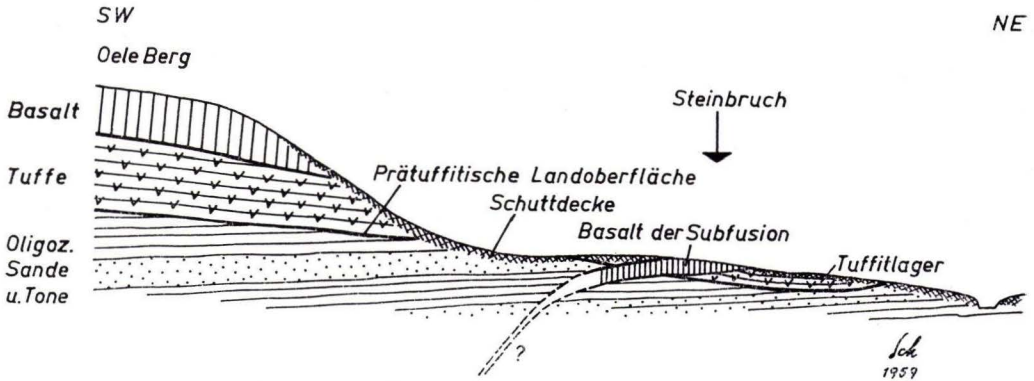 SW
NE
Oele Berg
Basalt
Steinbruch
Tuffe
Prätuffitische Landoberfläche
Schuttdecke
Basalt der Subfusion
Oligoz.
Sande
u. Tone
Tuffitlager
?
Sch
1959